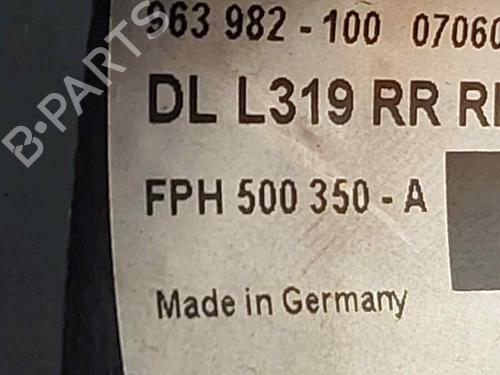 963 982 - 100 07060
DL L319 RR
FPH 500 350 - A
Made in Germany
B-PARTS